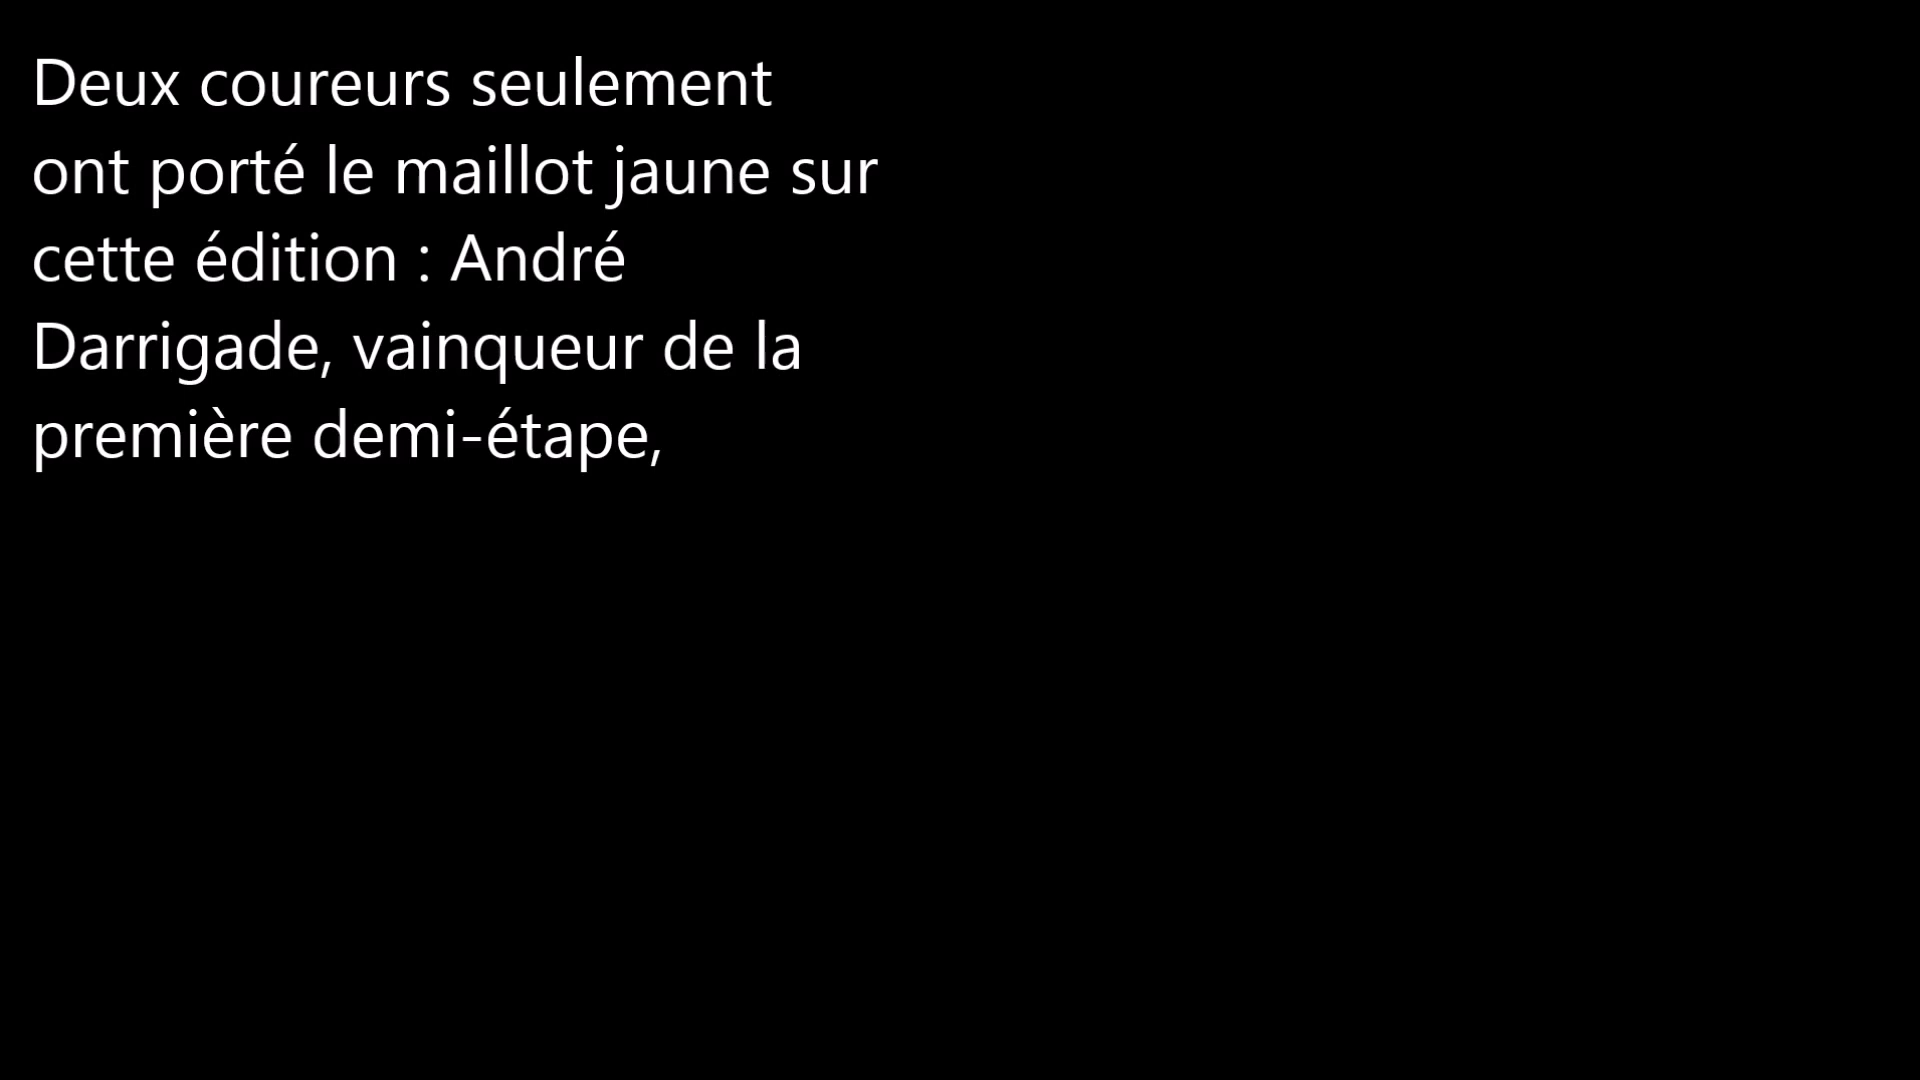 Deux coureurs seulement
ont porté le maillot jaune sur
cette édition : André
Darrigade, vainqueur de la
première demi-étape,